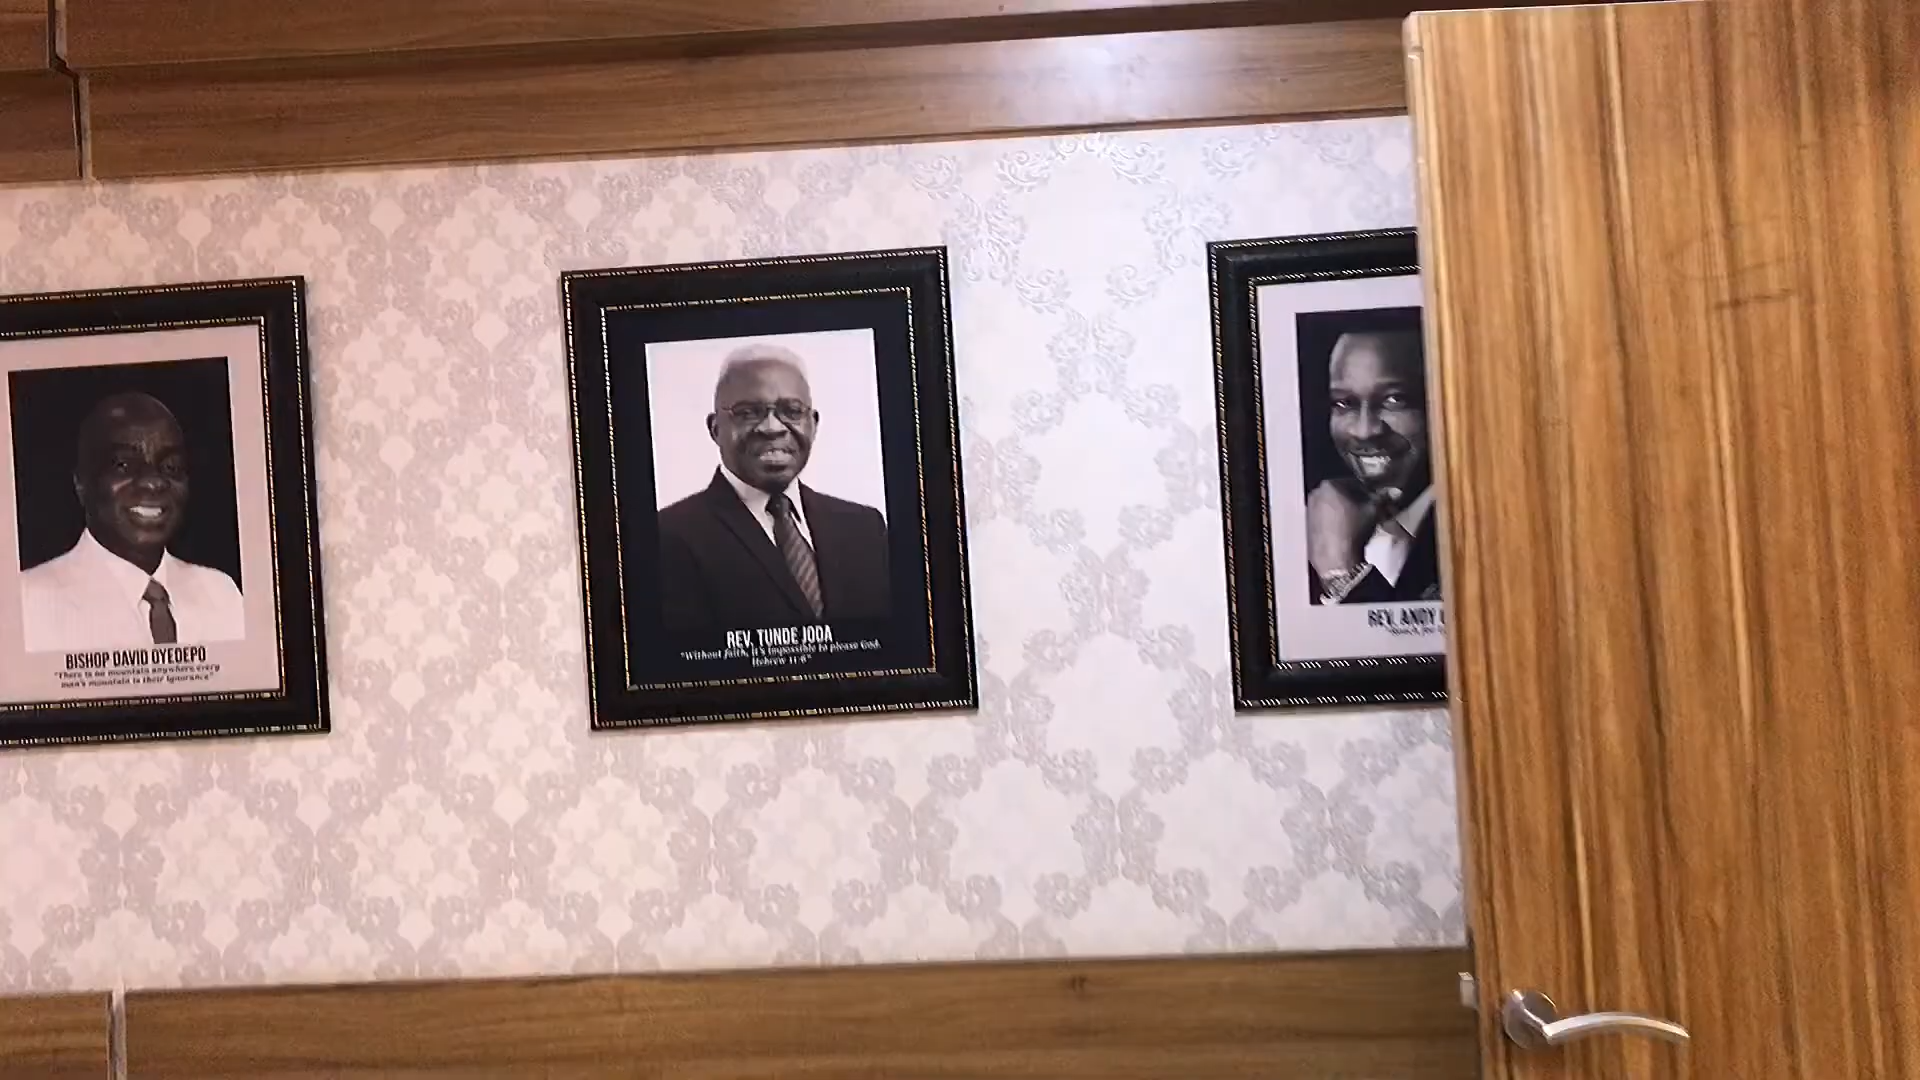 BISHOP DAVID OYEDEPO
"There is no mountain anywhere every
man's mountain is their ignorance"
REV. TUNDE JODA
"Without faith, it's impossible to please God.
Hebrew 11:6"
REV. ANDY